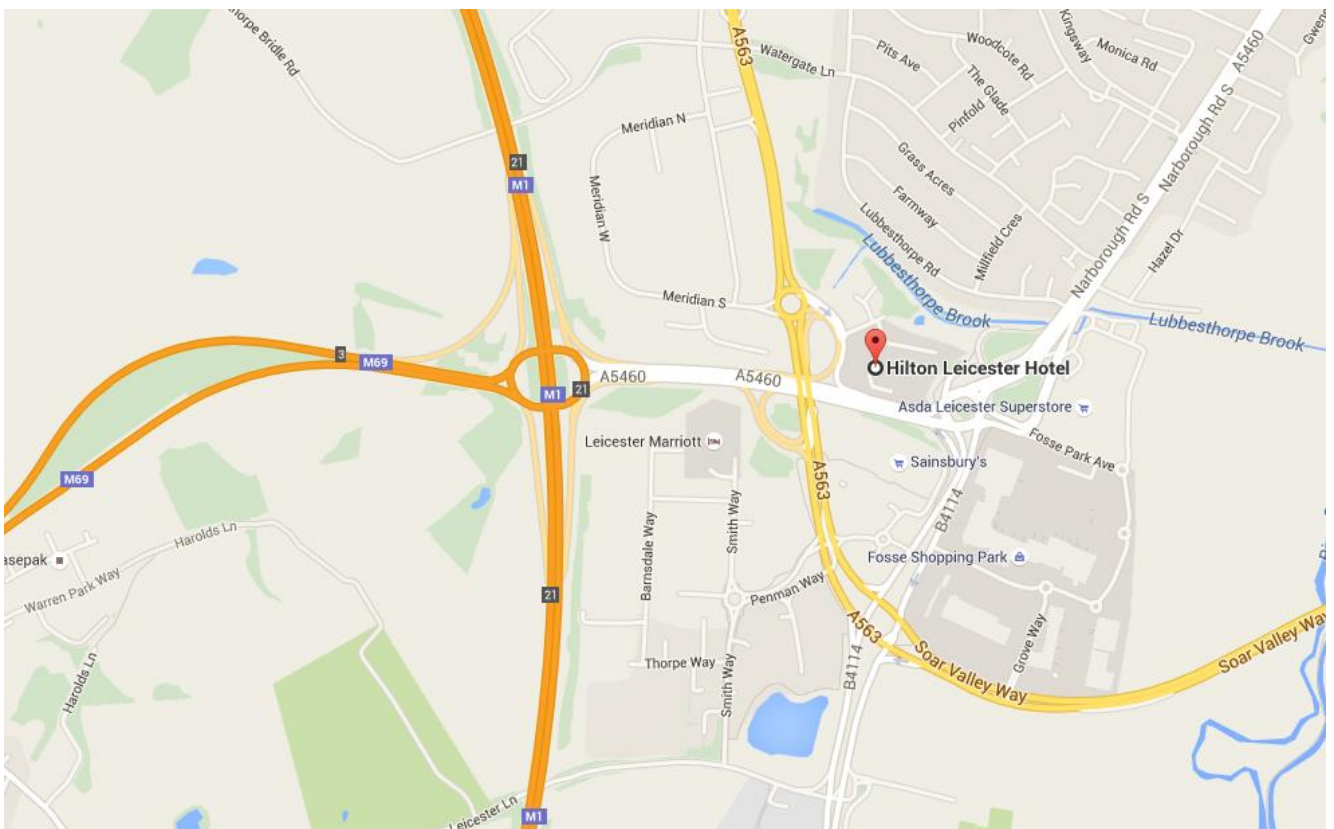 thorpe Bridle Rd
A563
Watergate Ln
Pits Ave
Woodcote Rd
Kingsway
Monica Rd
A5460
Gwen
The Glade
Pinfold
Meridian N
21
M1
Meridian W
Grass Acres
Farmway
Millfield Cres
Lubbesthorpe Rd
Lubbesthorpe Brook
Narborough Rd S
Narborough Rd S
Hazel Dr
Meridian S
Lubbesthorpe Brook
3
M69
A5460
A5460
Hilton Leicester Hotel
M1
21
Asda Leicester Superstore
Leicester Marriott
Fosse Park Ave
Sainsbury's
M69
A563
B4114
Harolds Ln
Barnsdale Way
Smith Way
asepak
Fosse Shopping Park
Warren Park Way
21
Penman Way
A563
Soar Valley Way
Grove Way
Soar Valley Way
Harolds Ln
Thorpe Way
Smith Way
B4114
Leicester Ln
M1